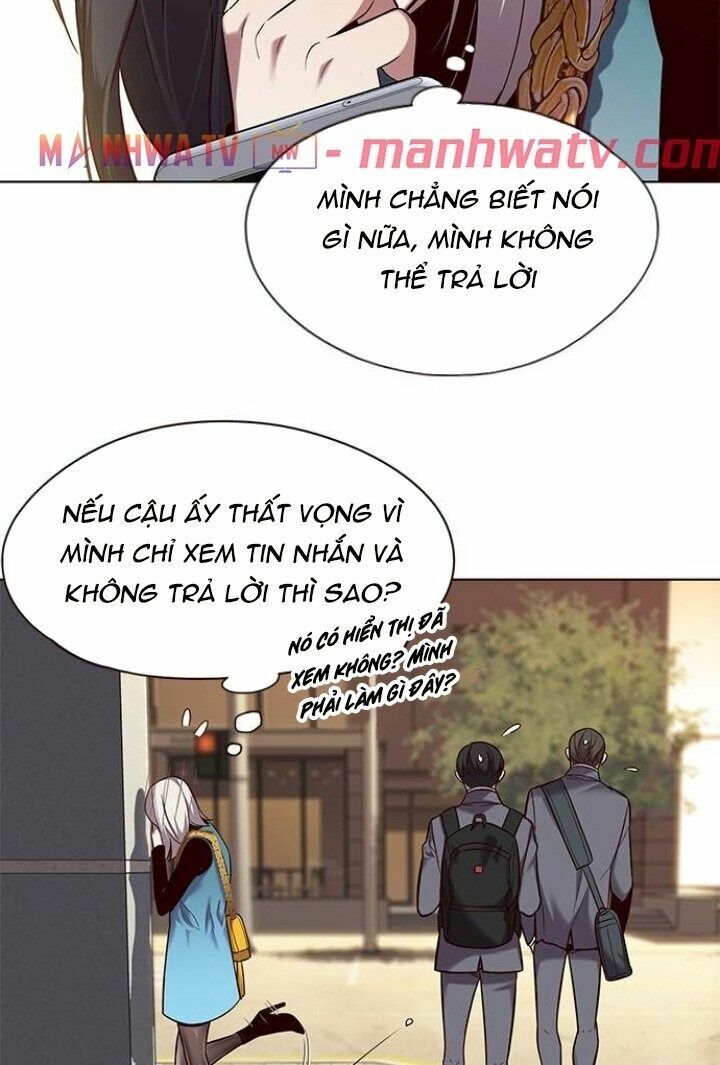 MANHWATV MW - manhwatv.com
MÌNH CHẲNG BIẾT NÓI
GÌ NỮA, MÌNH KHÔNG
THỂ TRẢ LỜI
NẾU CẬU ẤY THẤT VỌNG VÌ
MÌNH CHỈ XEM TIN NHẮN VÀ
KHÔNG TRẢ LỜI THÌ SAO?
NÓ CÓ HIỂN THỊ ĐÃ
XEM KHÔNG? MÌNH
PHẢI LÀM GÌ ĐÂY?